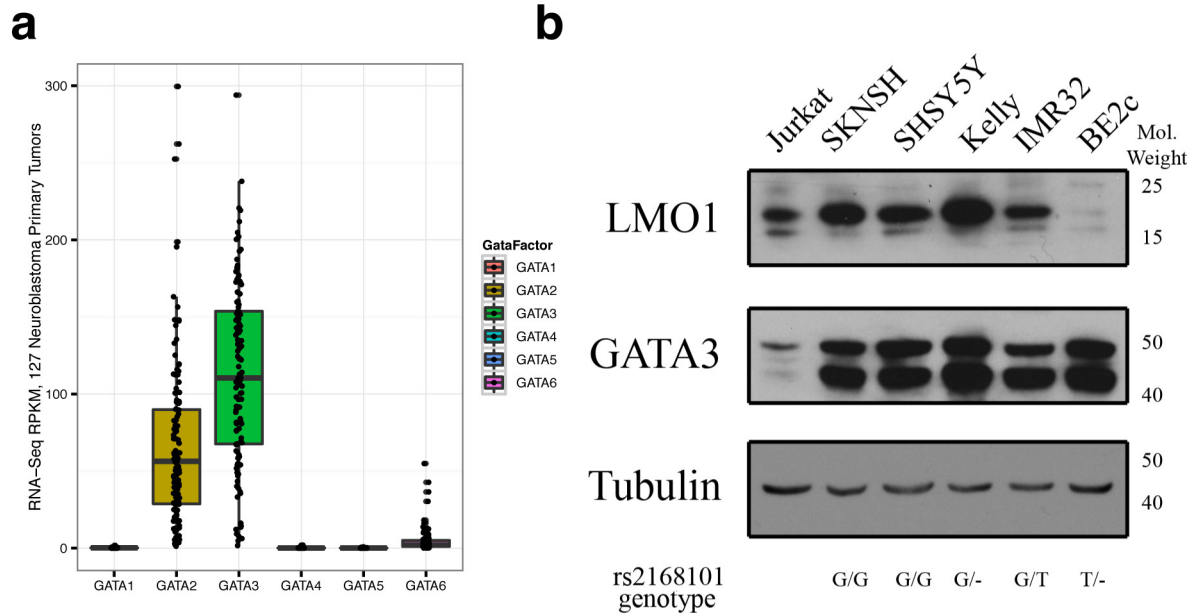 a
RNA-Seq RPKM, 127 Neuroblastoma Primary Tumors
300
200
100
0
GATA1 GATA2 GATA3 GATA4 GATA5 GATA6
GataFactor
GATA1
GATA2
GATA3
GATA4
GATA5
GATA6
b
Jurkat SKNSH SHSY5Y Kelly IMR32 BE2c
Mol.
Weight
LMO1
25
15
GATA3
50
40
Tubulin
50
40
rs2168101
genotype
G/G G/G G/- G/T T/-